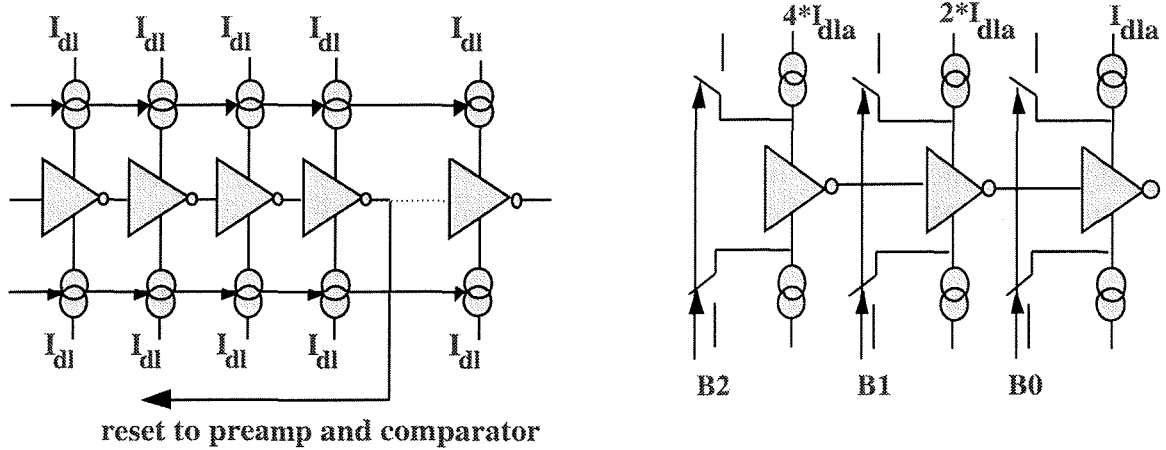 I_dl I_dl I_dl I_dl I_dl
4*I_dla 2*I_dla I_dla
I_dl I_dl I_dl I_dl I_dl
B2 B1 B0
reset to preamp and comparator